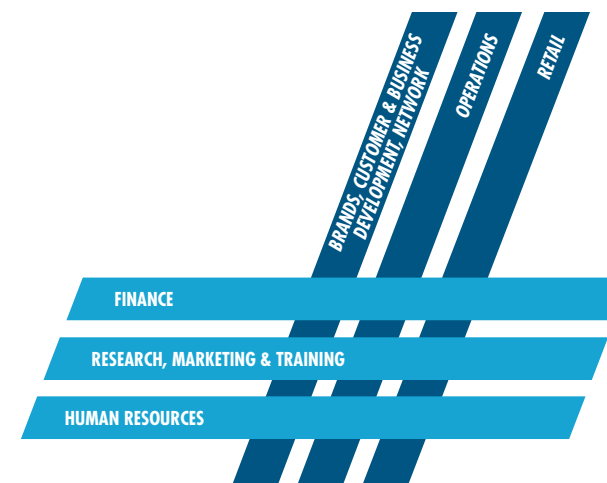 BRANDS, CUSTOMER & BUSINESS
DEVELOPMENT, NETWORK
OPERATIONS
RETAIL
FINANCE
RESEARCH, MARKETING & TRAINING
HUMAN RESOURCES